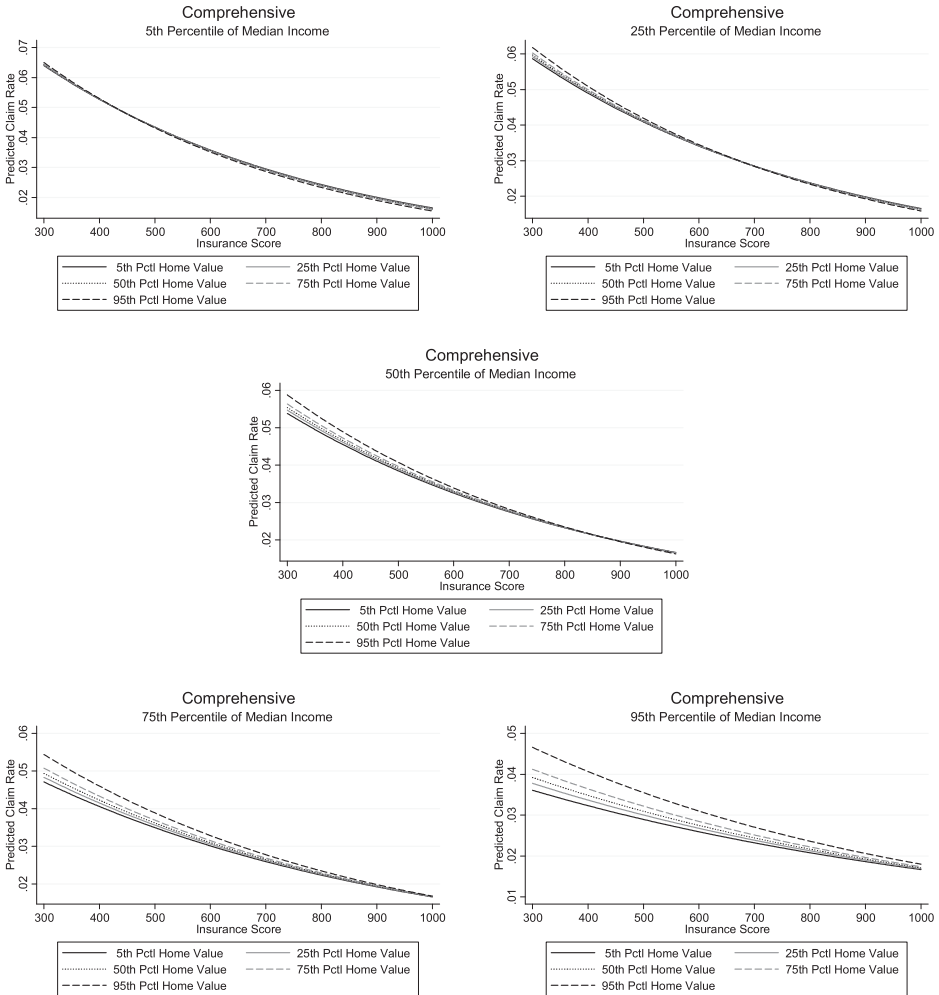 Comprehensive
5th Percentile of Median Income
Predicted Claim Rate
.07
.06
.05
.04
.03
.02
300 400 500 600 700 800 900 1000
Insurance Score
5th Pctl Home Value 25th Pctl Home Value
50th Pctl Home Value 75th Pctl Home Value
95th Pctl Home Value
Comprehensive
25th Percentile of Median Income
Predicted Claim Rate
.06
.05
.04
.03
.02
300 400 500 600 700 800 900 1000
Insurance Score
5th Pctl Home Value 25th Pctl Home Value
50th Pctl Home Value 75th Pctl Home Value
95th Pctl Home Value
Comprehensive
50th Percentile of Median Income
Predicted Claim Rate
.06
.05
.04
.03
.02
300 400 500 600 700 800 900 1000
Insurance Score
5th Pctl Home Value 25th Pctl Home Value
50th Pctl Home Value 75th Pctl Home Value
95th Pctl Home Value
Comprehensive
75th Percentile of Median Income
Predicted Claim Rate
.06
.05
.04
.03
.02
300 400 500 600 700 800 900 1000
Insurance Score
5th Pctl Home Value 25th Pctl Home Value
50th Pctl Home Value 75th Pctl Home Value
95th Pctl Home Value
Comprehensive
95th Percentile of Median Income
Predicted Claim Rate
.05
.04
.03
.02
.01
300 400 500 600 700 800 900 1000
Insurance Score
5th Pctl Home Value 25th Pctl Home Value
50th Pctl Home Value 75th Pctl Home Value
95th Pctl Home Value